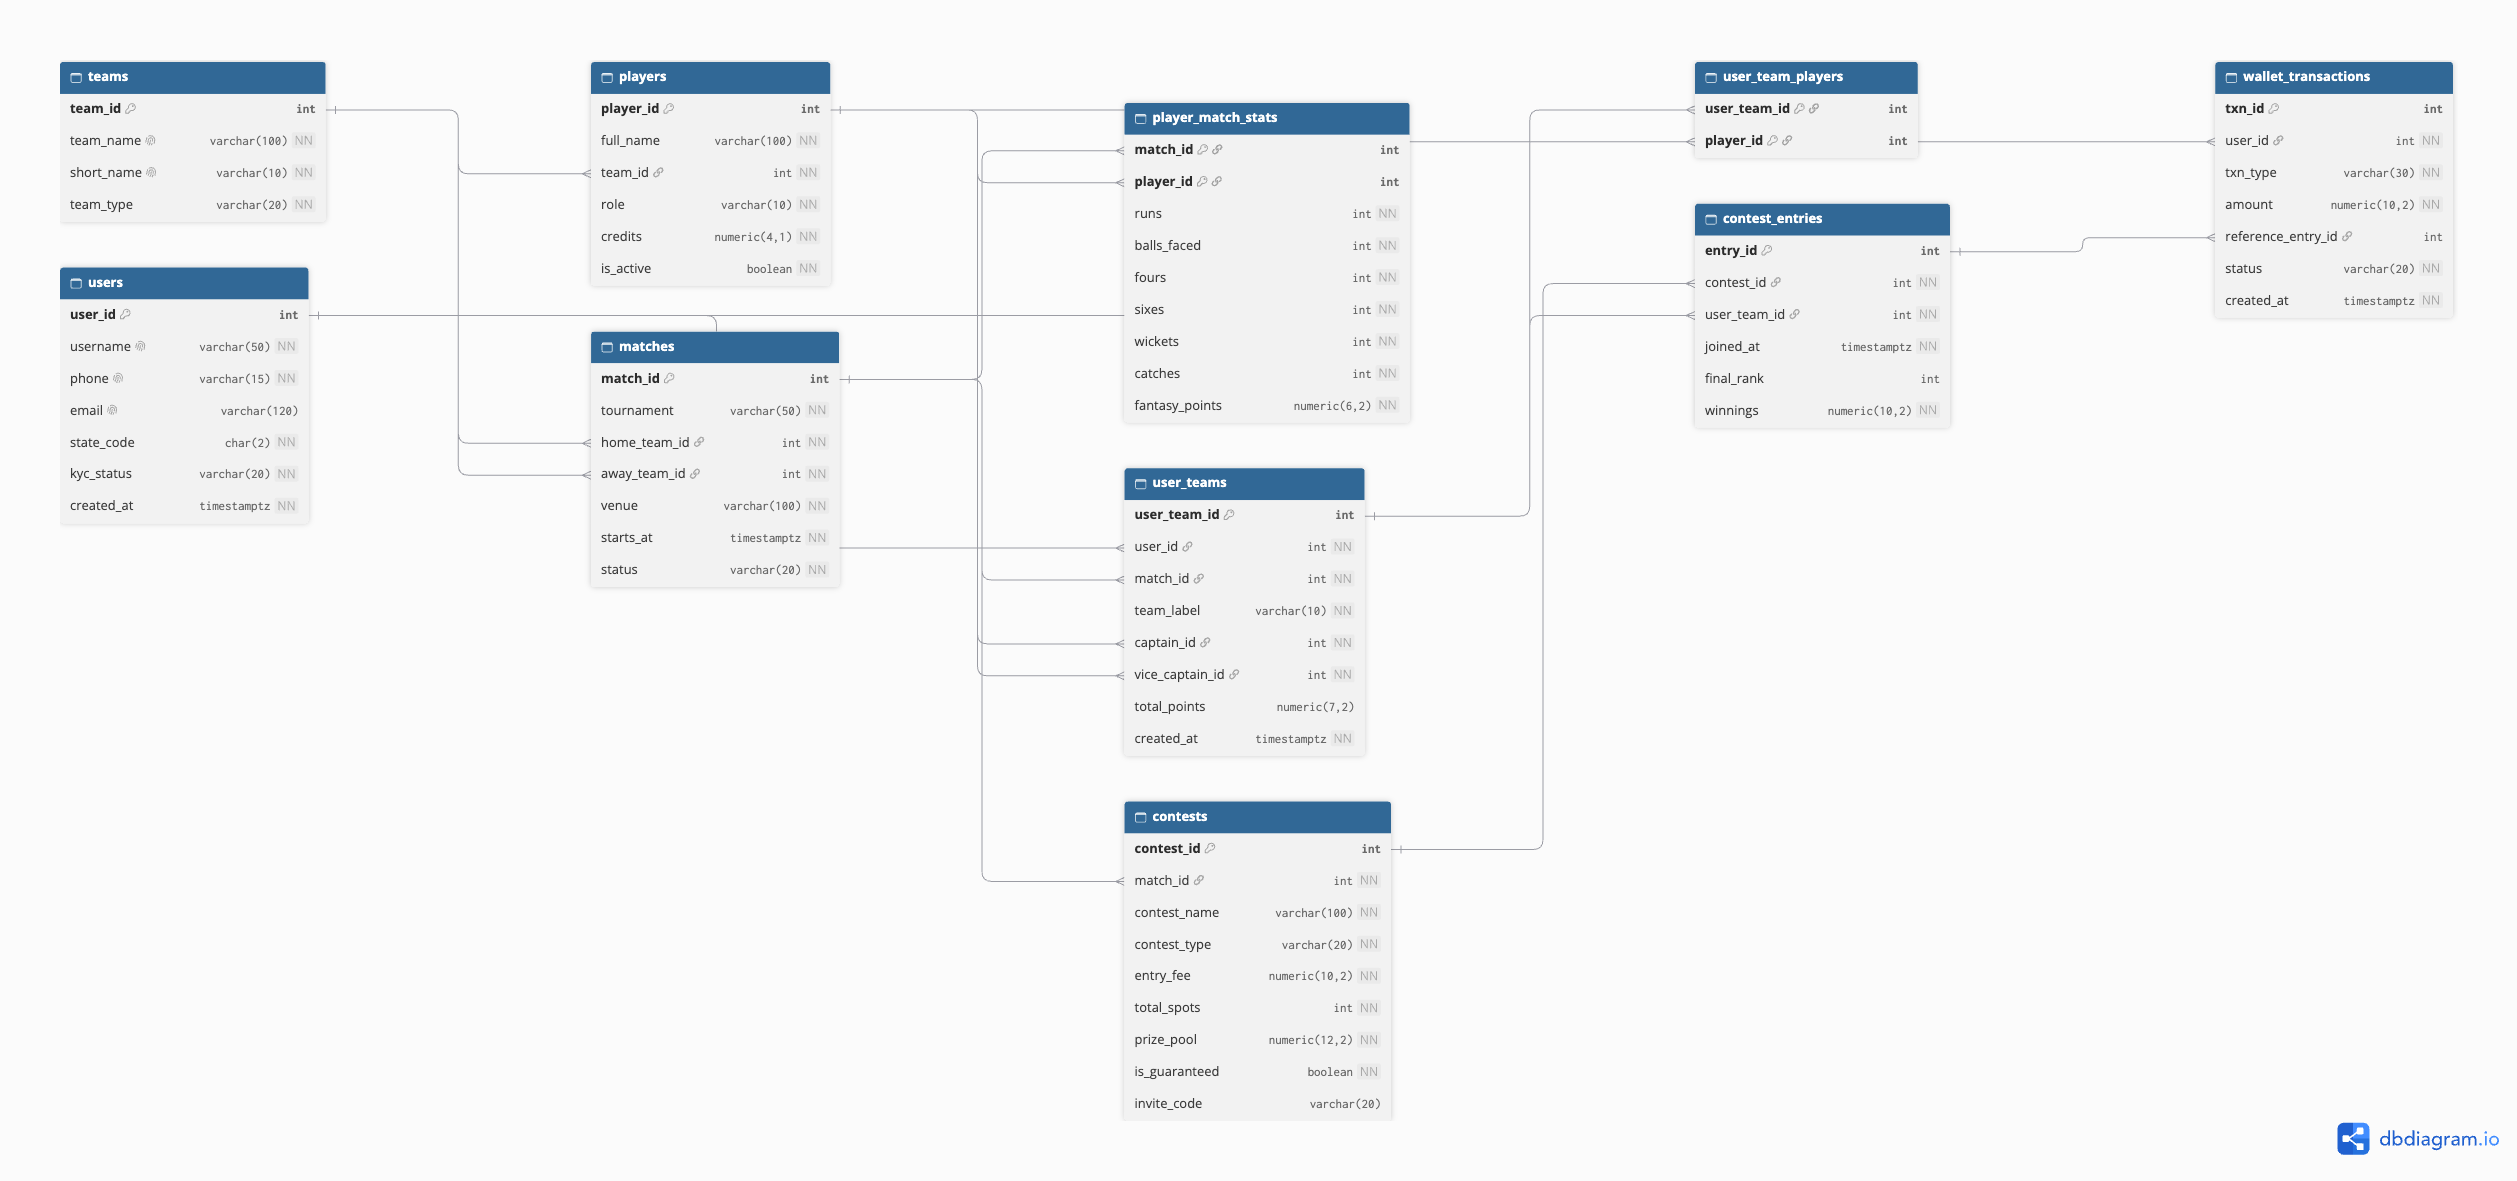 teams
team_id int
team_name varchar(100) NN
short_name varchar(10) NN
team_type varchar(20) NN
users
user_id int
username varchar(50) NN
phone varchar(15) NN
email varchar(120)
state_code char(2) NN
kyc_status varchar(20) NN
created_at timestamptz NN
players
player_id int
full_name varchar(100) NN
team_id int NN
role varchar(10) NN
credits numeric(4,1) NN
is_active boolean NN
matches
match_id int
tournament varchar(50) NN
home_team_id int NN
away_team_id int NN
venue varchar(100) NN
starts_at timestamptz NN
status varchar(20) NN
player_match_stats
match_id int
player_id int
runs int NN
balls_faced int NN
fours int NN
sixes int NN
wickets int NN
catches int NN
fantasy_points numeric(6,2) NN
user_teams
user_team_id int
user_id int NN
match_id int NN
team_label varchar(10) NN
captain_id int NN
vice_captain_id int NN
total_points numeric(7,2)
created_at timestamptz NN
contests
contest_id int
match_id int NN
contest_name varchar(100) NN
contest_type varchar(20) NN
entry_fee numeric(10,2) NN
total_spots int NN
prize_pool numeric(12,2) NN
is_guaranteed boolean NN
invite_code varchar(20)
user_team_players
user_team_id int
player_id int
contest_entries
entry_id int
contest_id int NN
user_team_id int NN
joined_at timestamptz NN
final_rank int
winnings numeric(10,2) NN
wallet_transactions
txn_id int
user_id int NN
txn_type varchar(30) NN
amount numeric(10,2) NN
reference_entry_id int
status varchar(20) NN
created_at timestamptz NN
dbdiagram.io